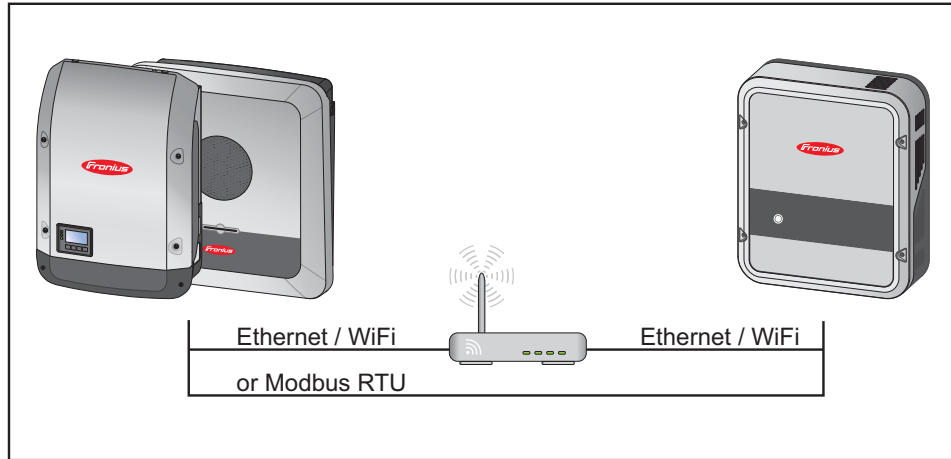 Fronius
Fronius
Fronius
Ethernet / WiFi
Ethernet / WiFi
or Modbus RTU